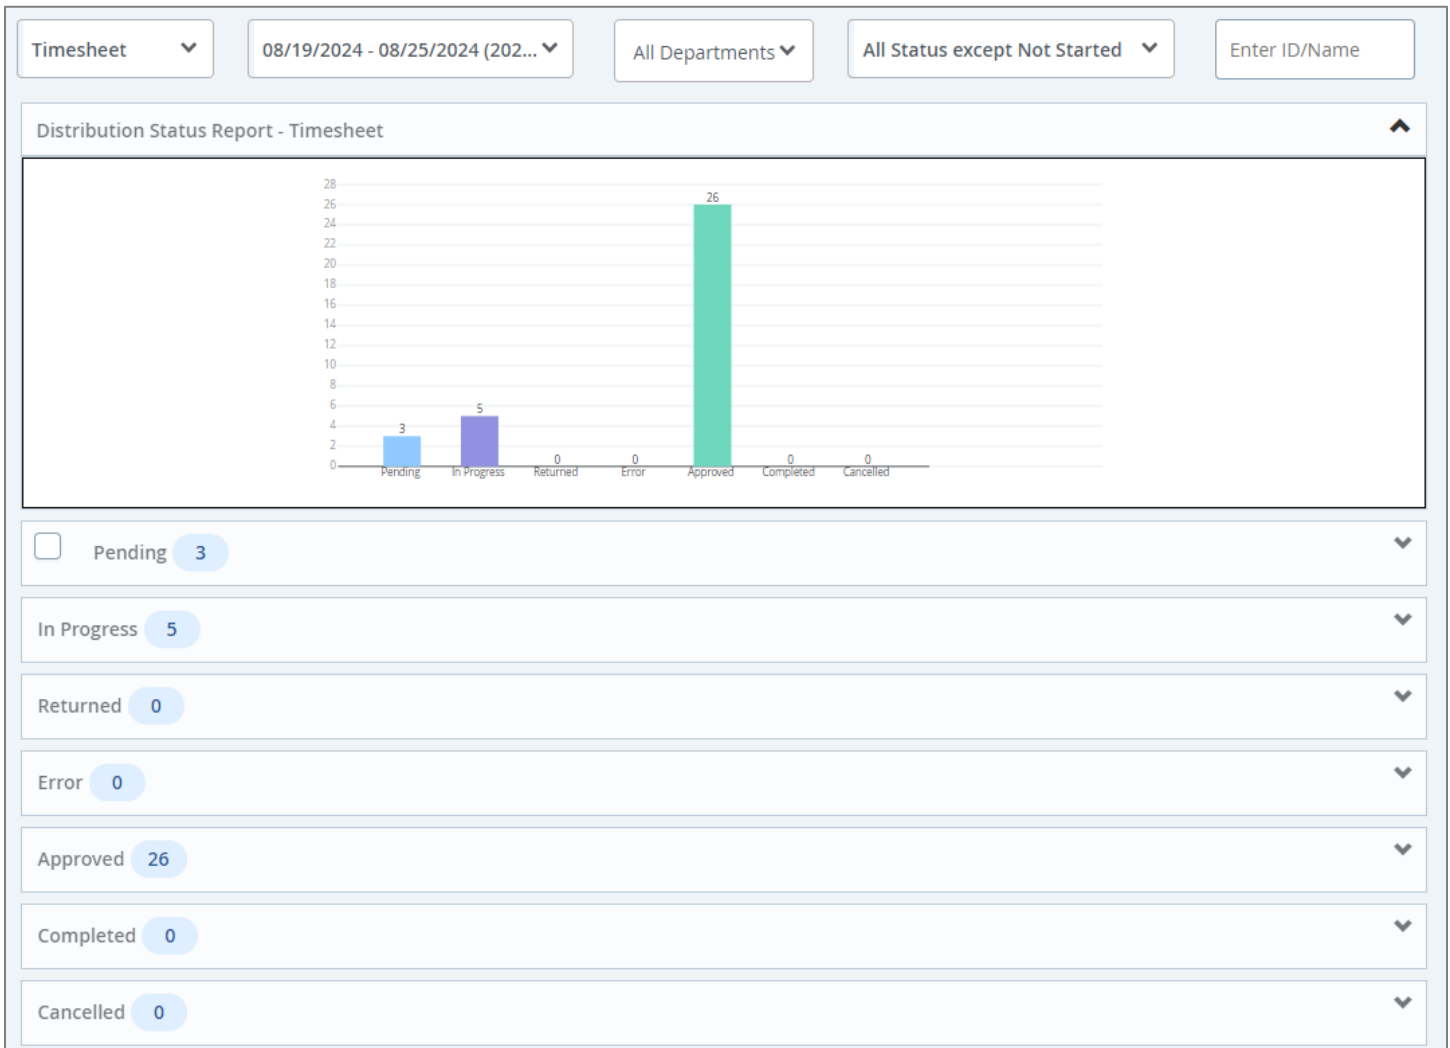 Timesheet
08/19/2024 - 08/25/2024 (202...
All Departments
All Status except Not Started
Enter ID/Name
Distribution Status Report - Timesheet
28
26
24
22
20
18
16
14
12
10
8
6
4
2
0
3
5
0
0
26
0
0
Pending
In Progress
Returned
Error
Approved
Completed
Cancelled
Pending 3
In Progress 5
Returned 0
Error 0
Approved 26
Completed 0
Cancelled 0